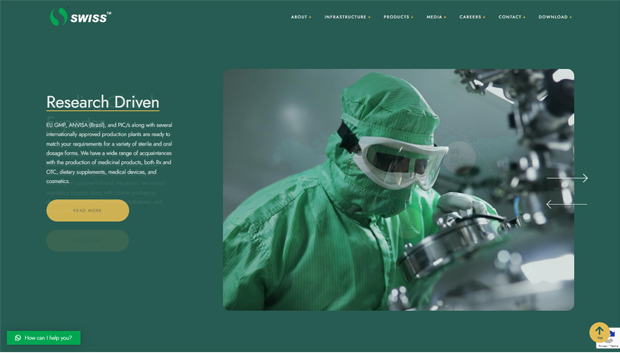 SWISS™
ABOUT +
INFRASTRUCTURE +
PRODUCTS +
MEDIA +
CAREERS +
CONTACT +
DOWNLOAD +
Research Driven
EU GMP, ANVISA (Brazil), and PIC/s along with several
internationally approved production plants are ready to
match your requirements for a variety of sterile and oral
dosage forms. We have a wide range of acquaintances
with the production of medicinal products, both Rx and
OTC, dietary supplements, medical devices, and
cosmetics.
READ MORE
How can I help you?
Privacy - Terms